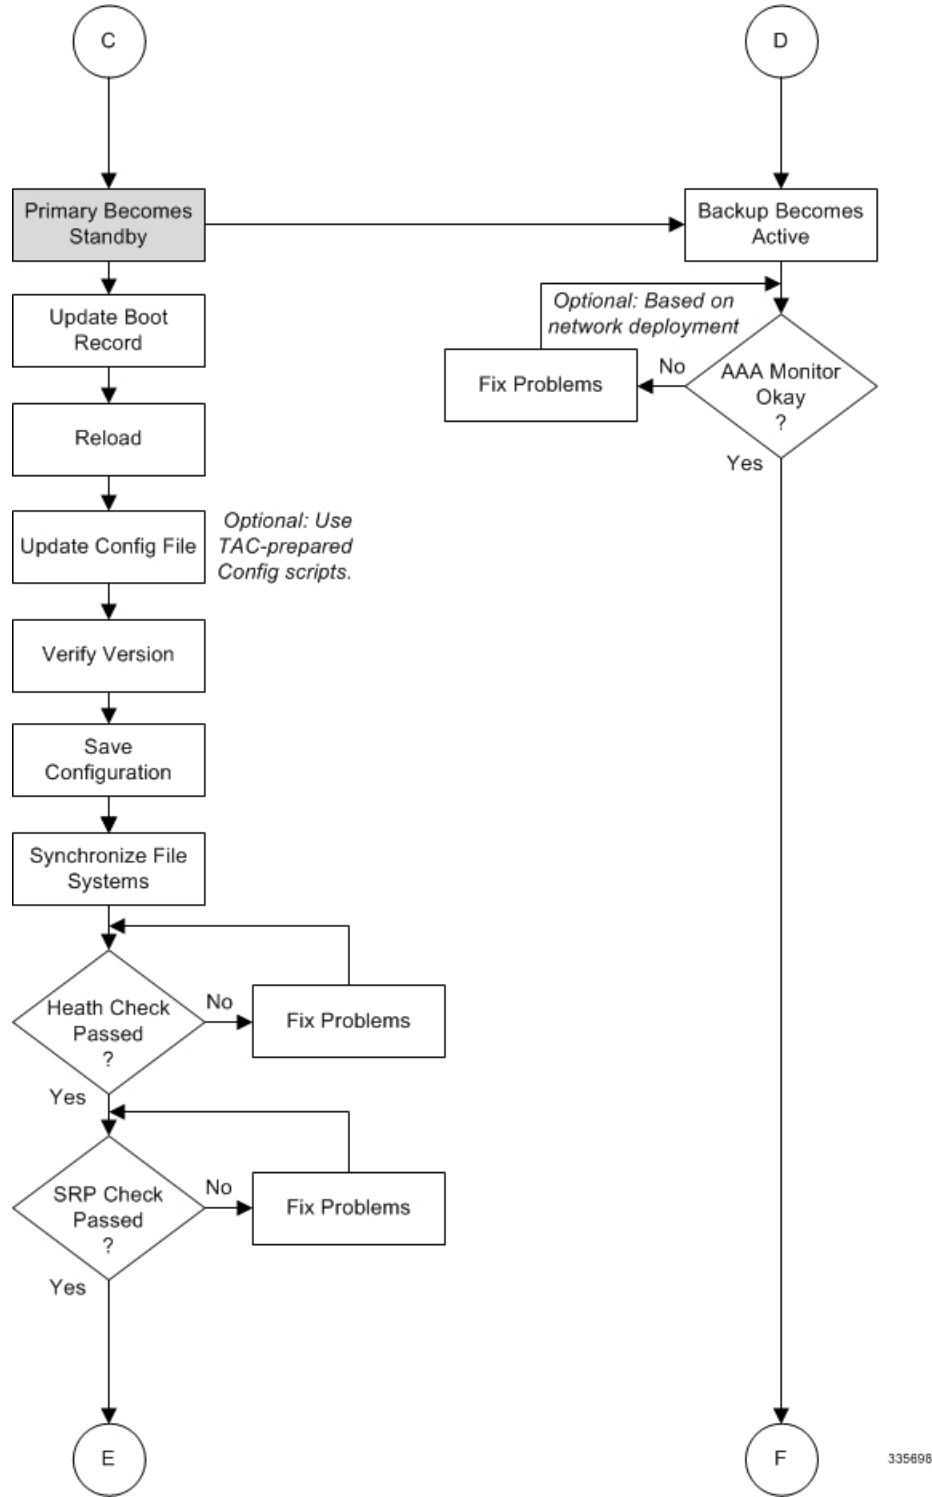 C
D
Primary Becomes
Standby
Backup Becomes
Active
Update Boot
Record
Optional: Based on
network deployment
Fix Problems
No
AAA Monitor
Okay
?
Yes
Reload
Update Config File
Optional: Use
TAC-prepared
Config scripts.
Verify Version
Save
Configuration
Synchronize File
Systems
Heath Check
Passed
?
No
Fix Problems
Yes
SRP Check
Passed
?
No
Fix Problems
Yes
E
F
335698